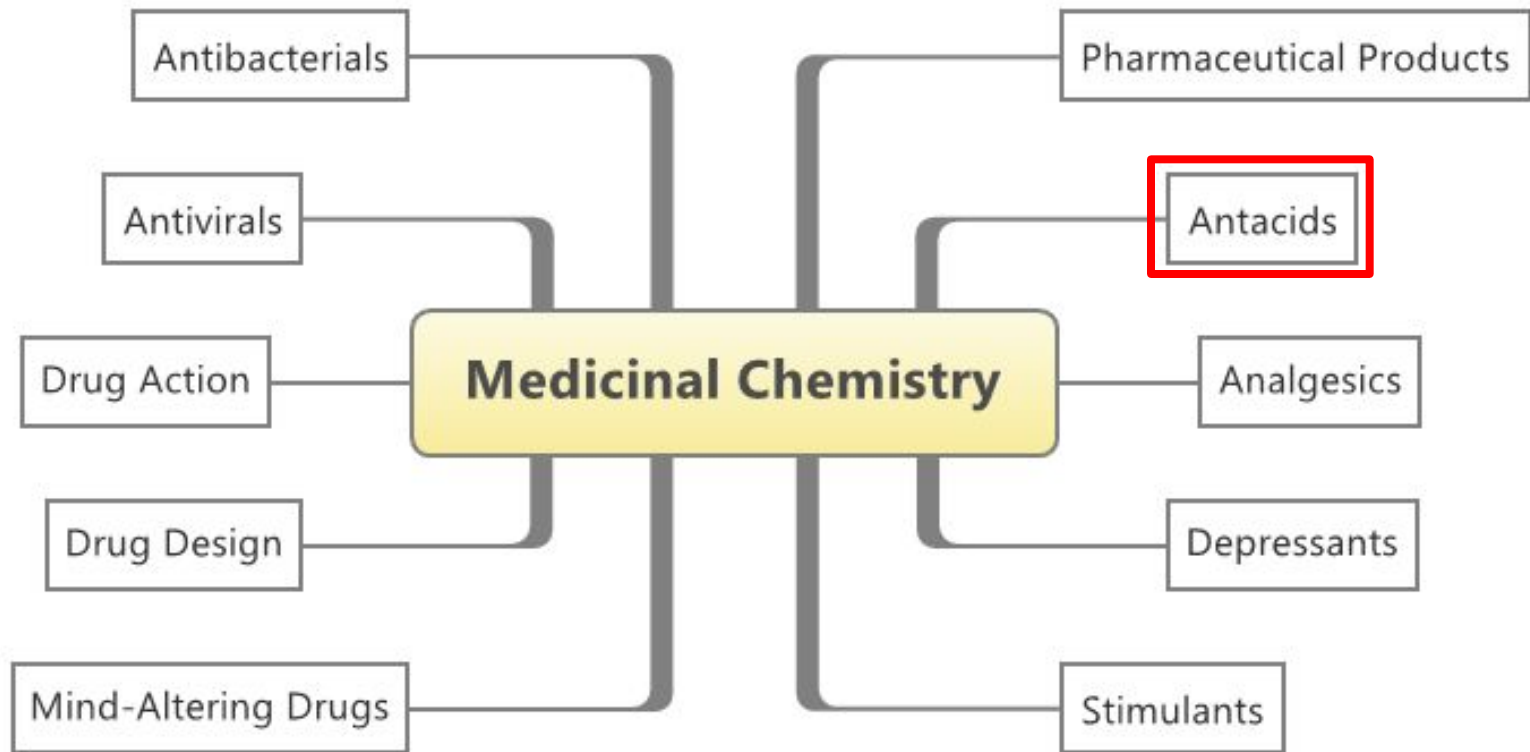 Antibacterials
Pharmaceutical Products
Antivirals
Antacids
Drug Action
Medicinal Chemistry
Analgesics
Drug Design
Depressants
Mind-Altering Drugs
Stimulants